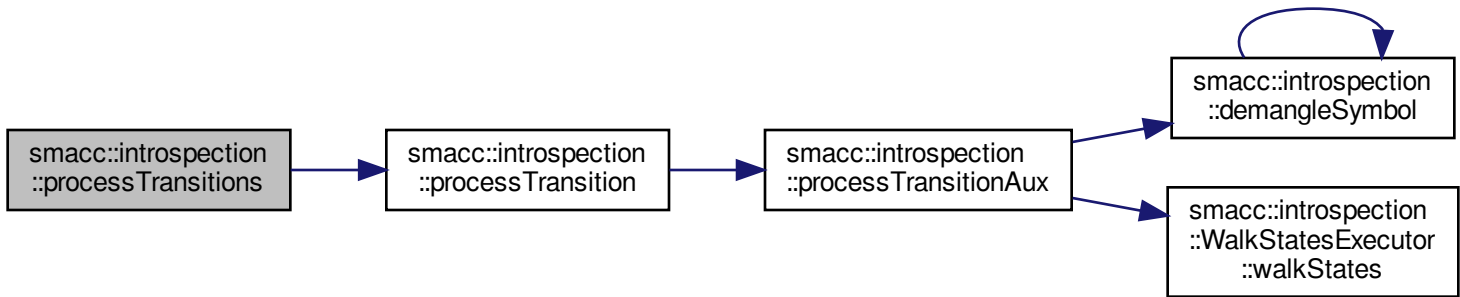 smacc::introspection
::processTransitions
smacc::introspection
::processTransition
smacc::introspection
::processTransitionAux
smacc::introspection
::demangleSymbol
smacc::introspection
::WalkStatesExecutor
::walkStates